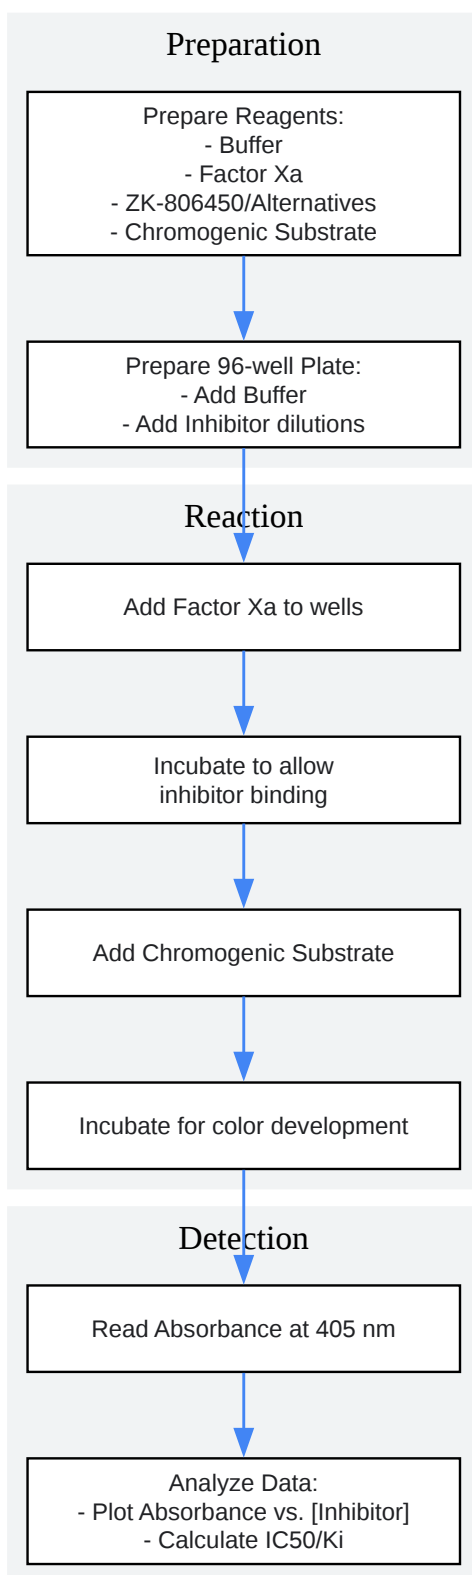 Preparation
Prepare Reagents:
- Buffer
- Factor Xa
- ZK-806450/Alternatives
- Chromogenic Substrate
Prepare 96-well Plate:
- Add Buffer
- Add Inhibitor dilutions
Reaction
Add Factor Xa to wells
Incubate to allow
inhibitor binding
Add Chromogenic Substrate
Incubate for color development
Detection
Read Absorbance at 405 nm
Analyze Data:
- Plot Absorbance vs. [Inhibitor]
- Calculate IC50/Ki